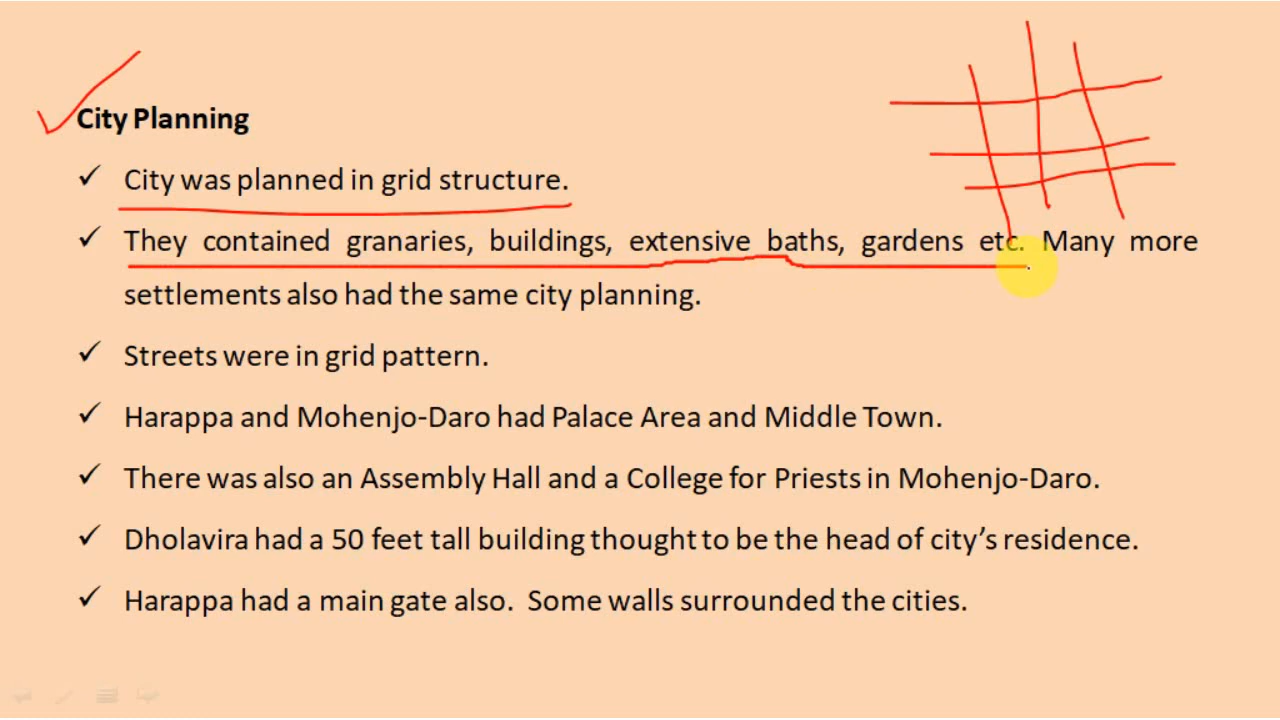 City Planning
City was planned in grid structure.
They contained granaries, buildings, extensive baths, gardens etc. Many more
settlements also had the same city planning.
Streets were in grid pattern.
Harappa and Mohenjo-Daro had Palace Area and Middle Town.
There was also an Assembly Hall and a College for Priests in Mohenjo-Daro.
Dholavira had a 50 feet tall building thought to be the head of city’s residence.
Harappa had a main gate also. Some walls surrounded the cities.